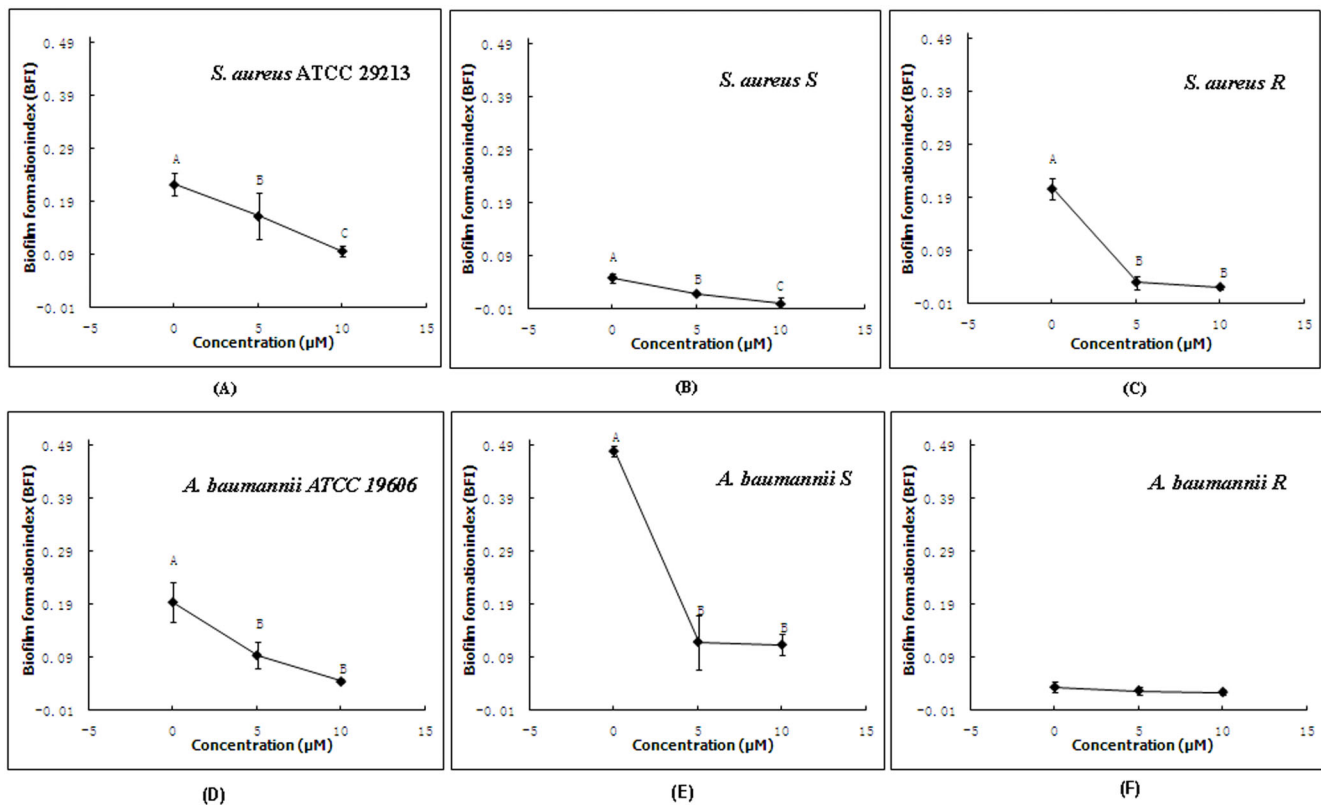 Biofilm formationindex (BFI)
0.49
0.39
0.29
0.19
0.09
-0.01
S. aureus ATCC 29213
A
B
C
-5
0
5
10
15
Concentration (µM)
(A)
Biofilm formationindex (BFI)
0.49
0.39
0.29
0.19
0.09
-0.01
S. aureus S
A
B
C
-5
0
5
10
15
Concentration (µM)
(B)
Biofilm formationindex (BFI)
0.49
0.39
0.29
0.19
0.09
-0.01
S. aureus R
A
B
B
-5
0
5
10
15
Concentration (µM)
(C)
Biofilm formationindex (BFI)
0.49
0.39
0.29
0.19
0.09
-0.01
A. baumannii ATCC 19606
A
B
B
-5
0
5
10
15
Concentration (µM)
(D)
Biofilm formationindex (BFI)
0.49
0.39
0.29
0.19
0.09
-0.01
A. baumannii S
A
B
B
-5
0
5
10
15
Concentration (µM)
(E)
Biofilm formationindex (BFI)
0.49
0.39
0.29
0.19
0.09
-0.01
A. baumannii R
-5
0
5
10
15
Concentration (µM)
(F)